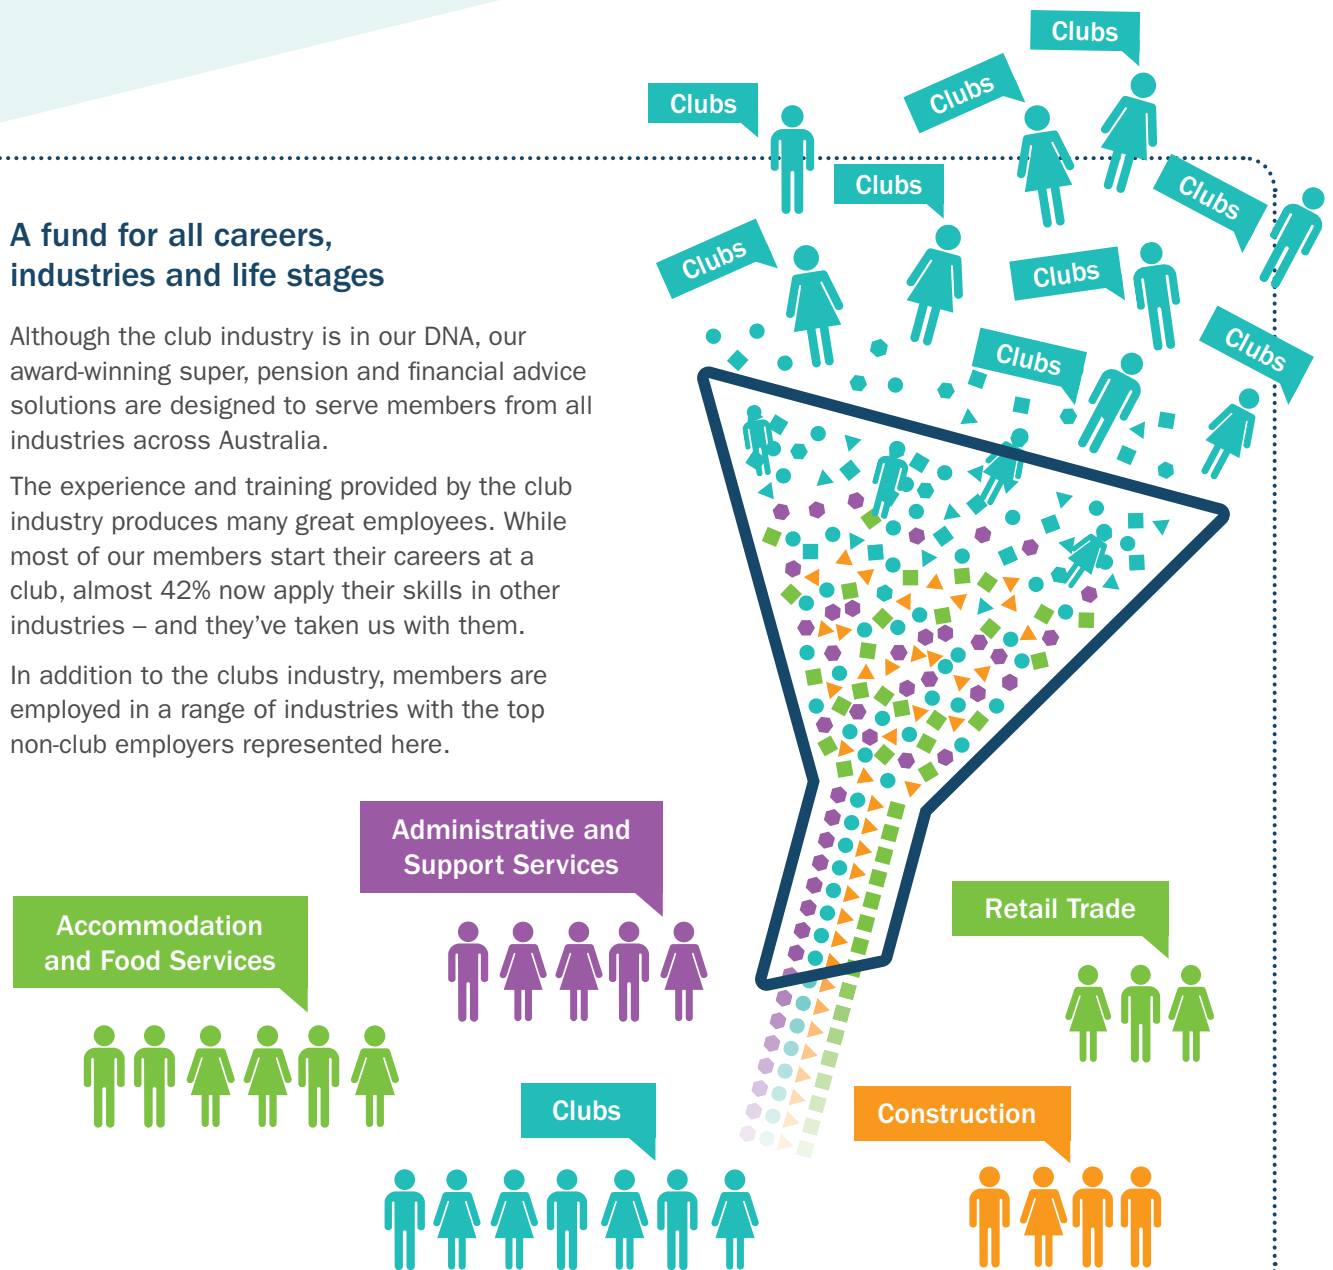 Clubs
Clubs
Clubs
Clubs
Clubs
Clubs
Clubs
Clubs
Clubs
A fund for all careers,
industries and life stages
Although the club industry is in our DNA, our
award-winning super, pension and financial advice
solutions are designed to serve members from all
industries across Australia.
The experience and training provided by the club
industry produces many great employees. While
most of our members start their careers at a
club, almost 42% now apply their skills in other
industries – and they’ve taken us with them.
In addition to the clubs industry, members are
employed in a range of industries with the top
non-club employers represented here.
Administrative and
Support Services
Accommodation
and Food Services
Retail Trade
Clubs
Construction